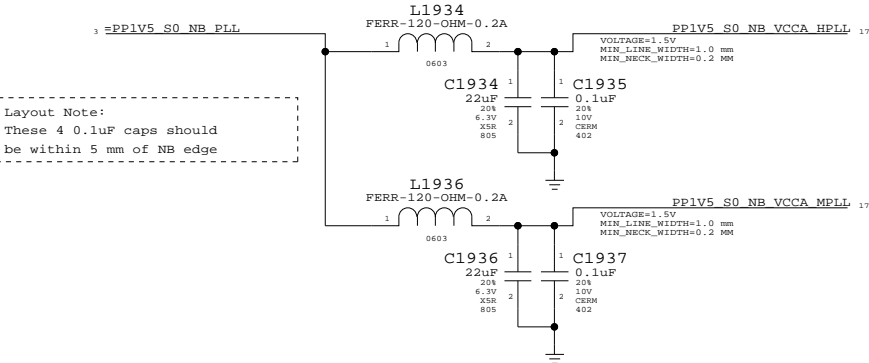 L1934
FERR-120-OHM-0.2A
3 =PP1V5_S0_NB_PLL
PP1V5_S0_NB_VCCA_HPLL 17
1 2
0603
VOLTAGE=1.5V
MIN_LINE_WIDTH=1.0 mm
MIN_NECK_WIDTH=0.2 MM
C1934 1
22uF
20%
6.3V
X5R 2
805
1 C1935
0.1uF
20%
10V
2 CERM
402
Layout Note:
These 4 0.1uF caps should
be within 5 mm of NB edge
L1936
FERR-120-OHM-0.2A
PP1V5_S0_NB_VCCA_MPLL 17
1 2
0603
VOLTAGE=1.5V
MIN_LINE_WIDTH=1.0 mm
MIN_NECK_WIDTH=0.2 MM
C1936 1
22uF
20%
6.3V
X5R 2
805
1 C1937
0.1uF
20%
10V
2 CERM
402